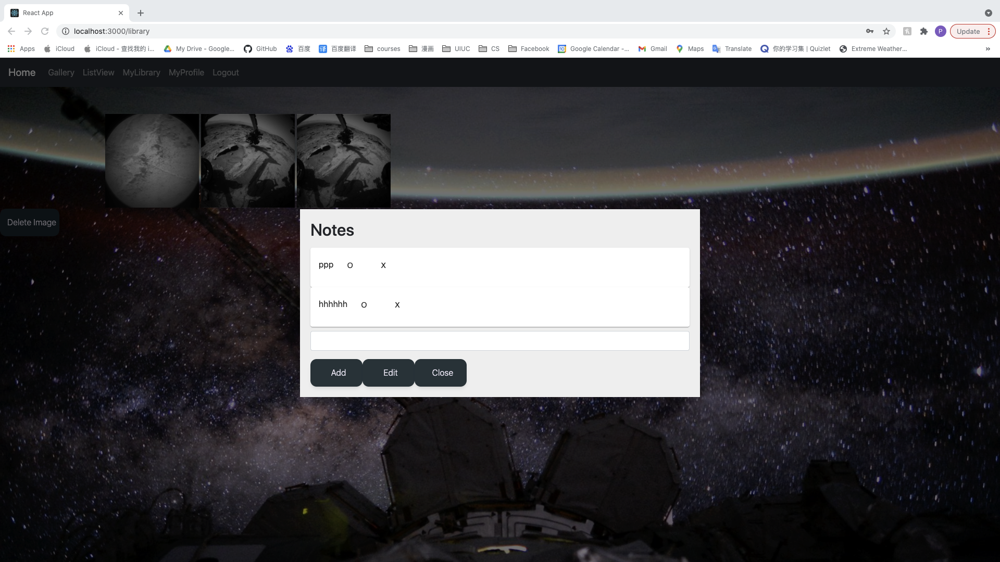 React App
localhost:3000/library
P
Update
Apps iCloud iCloud - 查找我的 i... My Drive - Google... GitHub 百度 译 百度翻译 courses 漫画 UIUC CS Facebook 10 Google Calendar -... Gmail Maps Translate 你的学习集 | Quizlet Extreme Weather... »
Home Gallery ListView MyLibrary MyProfile Logout
Delete Image
Notes
ppp O X
hhhhhh O X
Add Edit Close